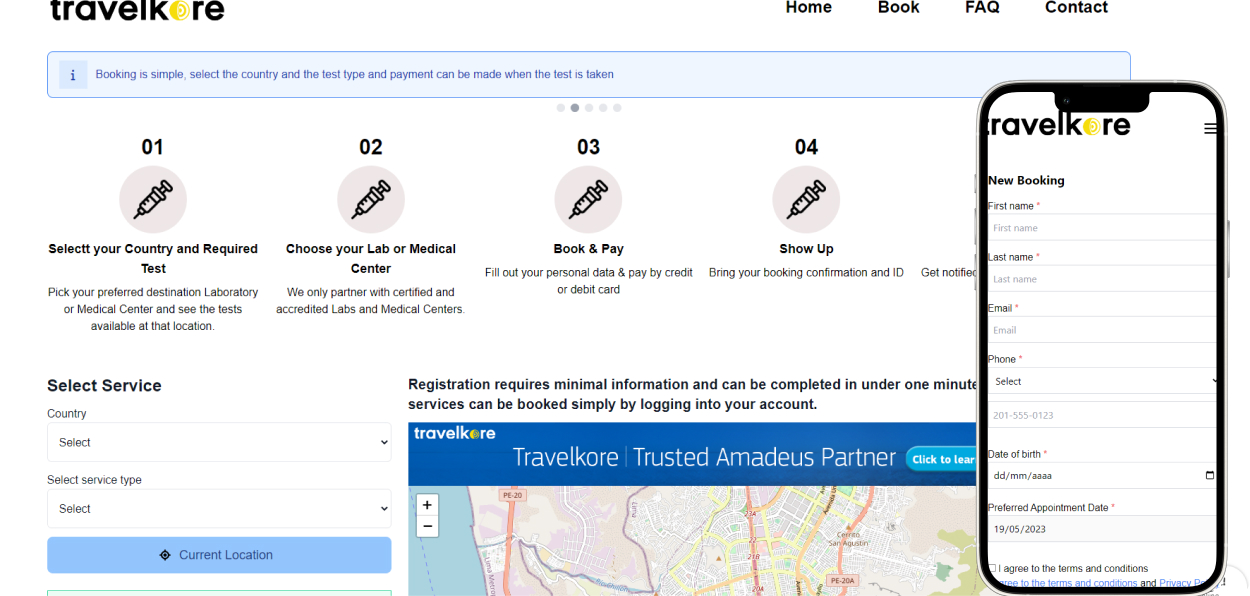 travelkore
Home Book FAQ Contact
i Booking is simple, select the country and the test type and payment can be made when the test is taken
01
Selectt your Country and Required
Test
Pick your preferred destination Laboratory
or Medical Center and see the tests
available at that location.
02
Choose your Lab or Medical
Center
We only partner with certified and
accredited Labs and Medical Centers.
03
Book & Pay
Fill out your personal data & pay by credit
or debit card
04
Show Up
Bring your booking confirmation and ID
Get notified
Select Service
Country
Select
Select service type
Select
Current Location
Registration requires minimal information and can be completed in under one minute
services can be booked simply by logging into your account.
travelkore
Travelkore | Trusted Amadeus Partner
Click to lear
+
−
PE-20
Lima
Lima Metro
23A
22
21B
Cerrito
San Agustin
PE-20A
travelkore
New Booking
First name *
First name
Last name *
Last name
Email *
Email
Phone *
Select
201-555-0123
Date of birth *
dd/mm/aaaa
Preferred Appointment Date *
19/05/2023
I agree to the terms and conditions
agree to the terms and conditions and Privacy